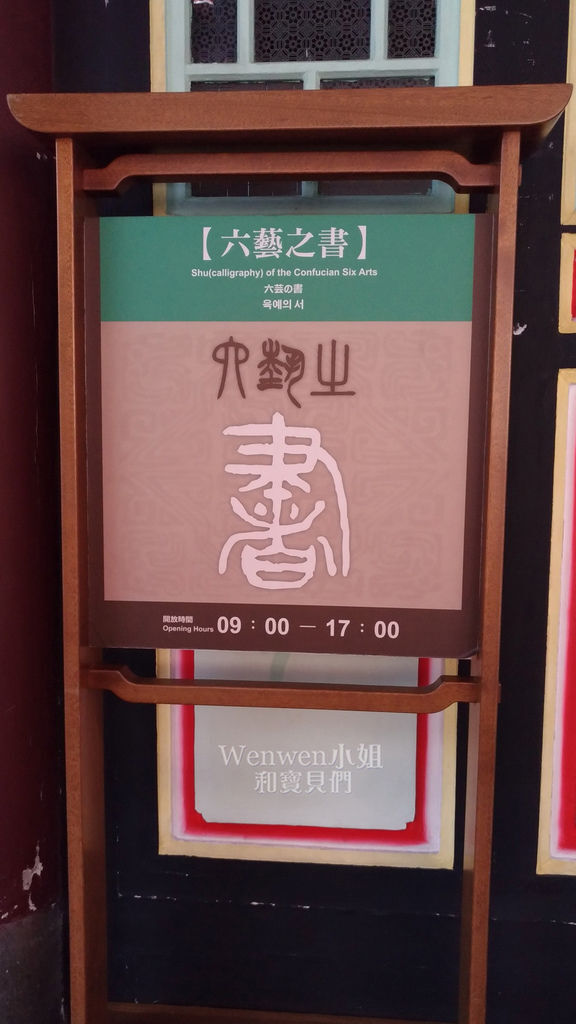 【六藝之書】
Shu(calligraphy) of the Confucian Six Arts
六芸の書
육예의 서
六藝之
書
開放時間
Opening Hours 09：00 — 17：00
Wenwen小姐
和寶貝們